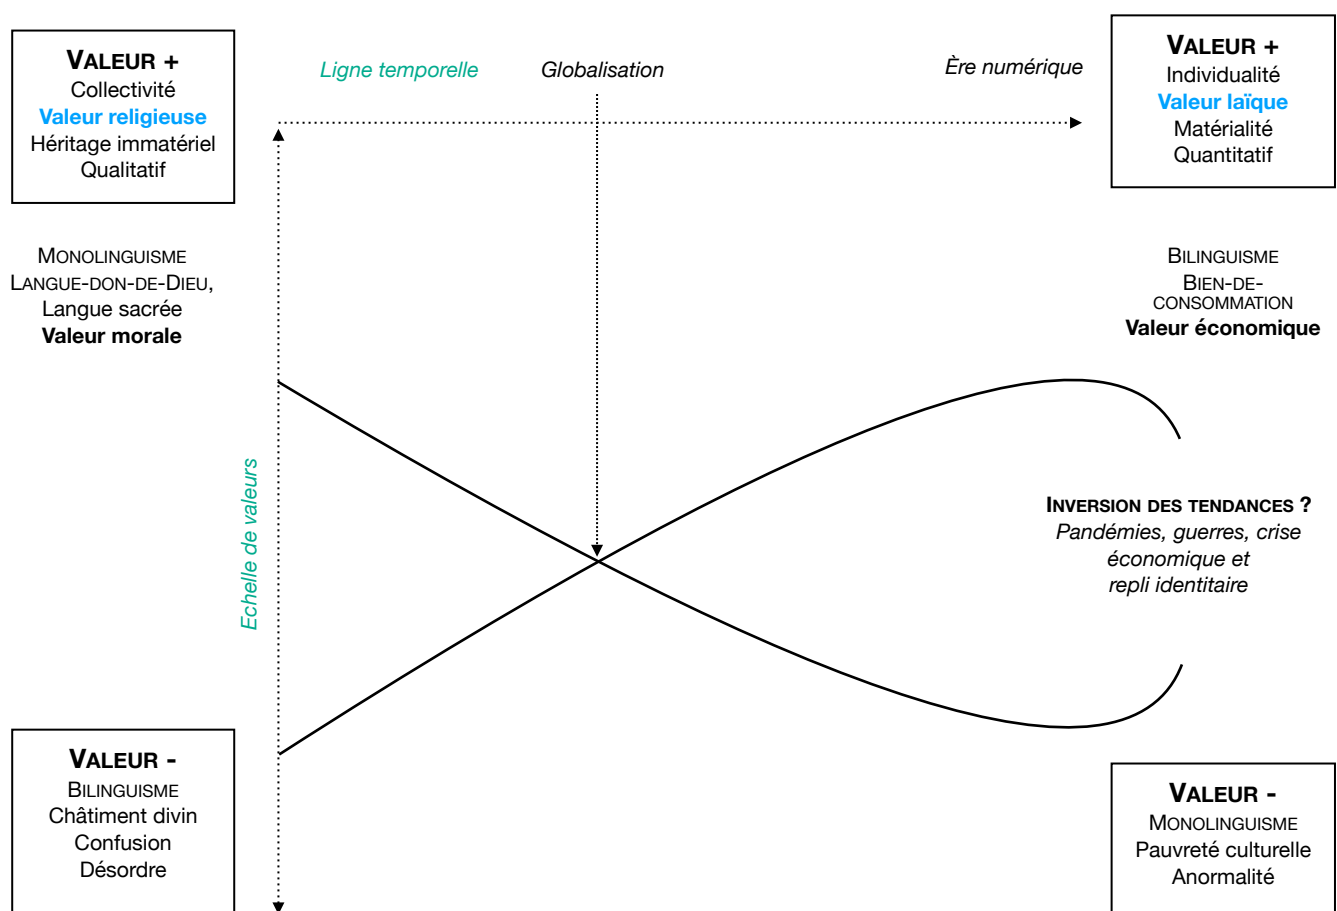 VALEUR +
Collectivité
Valeur religieuse
Héritage immatériel
Qualitatif
Ligne temporelle
Globalisation
Ère numérique
VALEUR +
Individualité
Valeur laïque
Matérialité
Quantitatif
MONOLINGUISME
LANGUE-DON-DE-DIEU,
Langue sacrée
Valeur morale
BILINGUISME
BIEN-DE-
CONSOMMATION
Valeur économique
Echelle de valeurs
INVERSION DES TENDANCES ?
Pandémies, guerres, crise
économique et
repli identitaire
VALEUR -
BILINGUISME
Châtiment divin
Confusion
Désordre
VALEUR -
MONOLINGUISME
Pauvreté culturelle
Anormalité